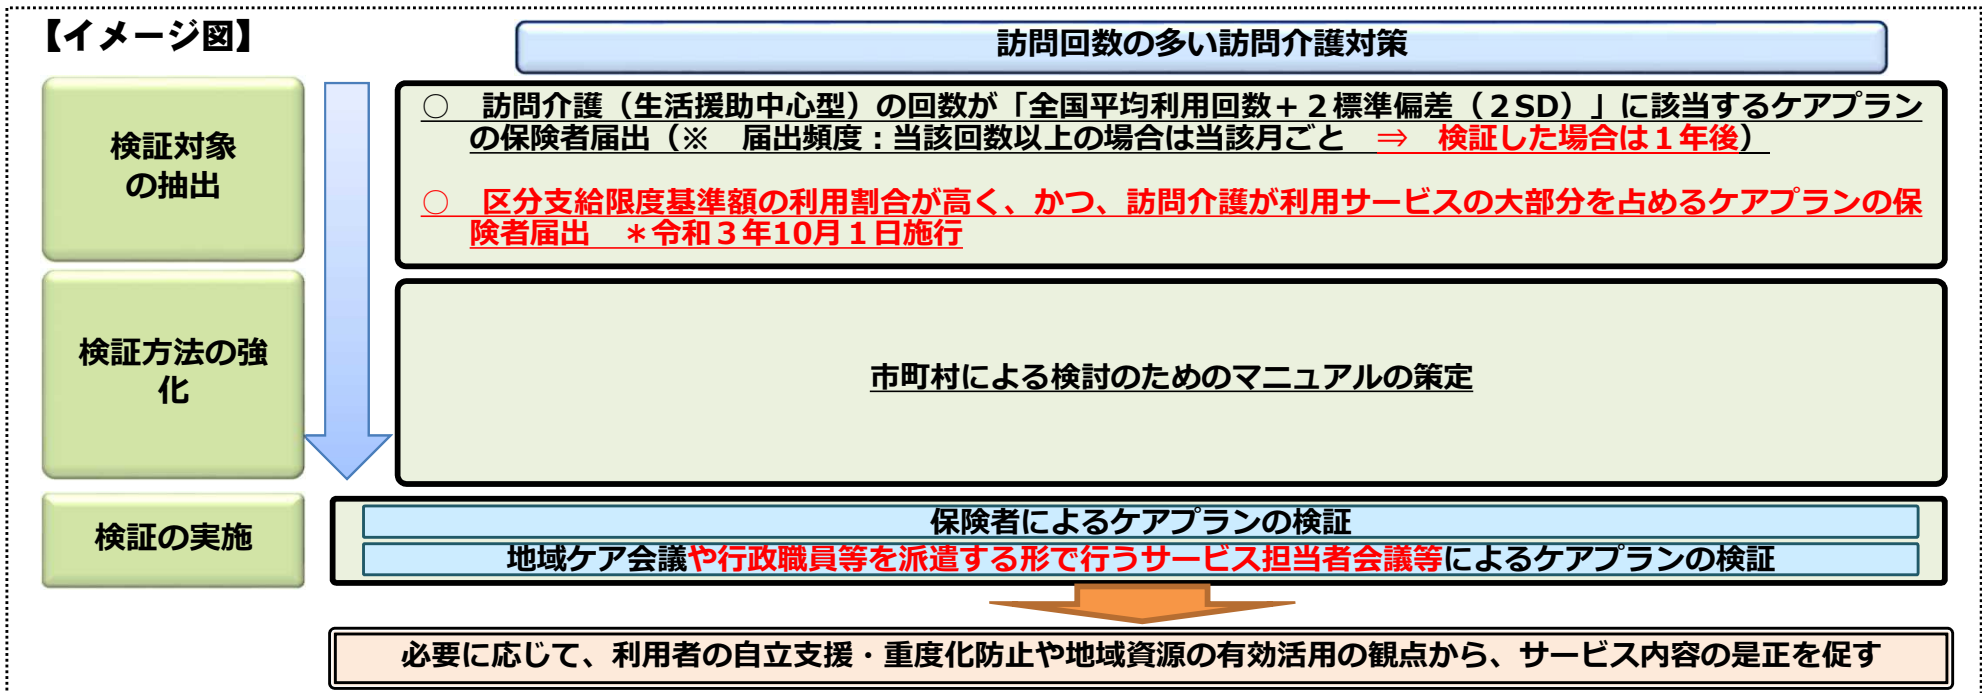 【イメージ図】
訪問回数の多い訪問介護対策
検証対象
の抽出
○ 訪問介護（生活援助中心型）の回数が「全国平均利用回数＋２標準偏差（２SD）」に該当するケアプラン
の保険者届出（※ 届出頻度：当該回数以上の場合は当該月ごと ⇒ 検証した場合は１年後）
○ 区分支給限度基準額の利用割合が高く、かつ、訪問介護が利用サービスの大部分を占めるケアプランの保
険者届出 ＊令和３年10月１日施行
検証方法の強
化
市町村による検討のためのマニュアルの策定
検証の実施
保険者によるケアプランの検証
地域ケア会議や行政職員等を派遣する形で行うサービス担当者会議等によるケアプランの検証
必要に応じて、利用者の自立支援・重度化防止や地域資源の有効活用の観点から、サービス内容の是正を促す